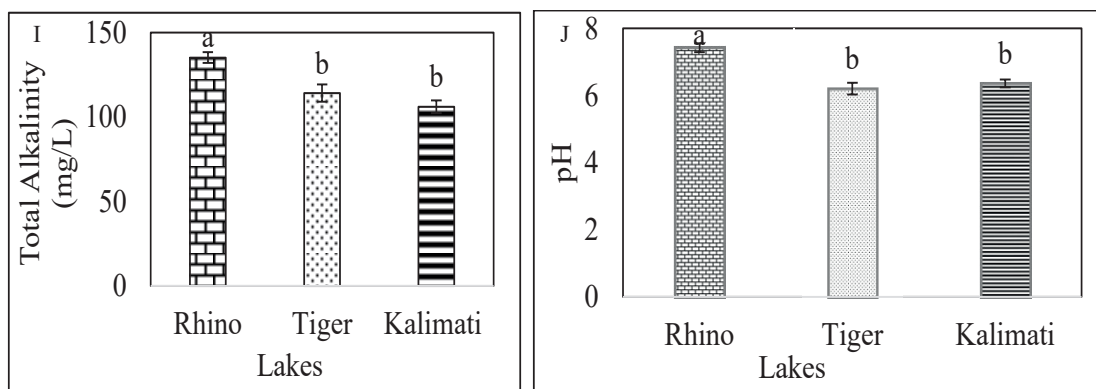 I
Total Alkalinity
(mg/L)
150
100
50
0
a
b
b
Rhino Tiger Kalimati
Lakes
J
pH
8
6
4
2
0
a
b
b
Rhino Tiger Kalimati
Lakes